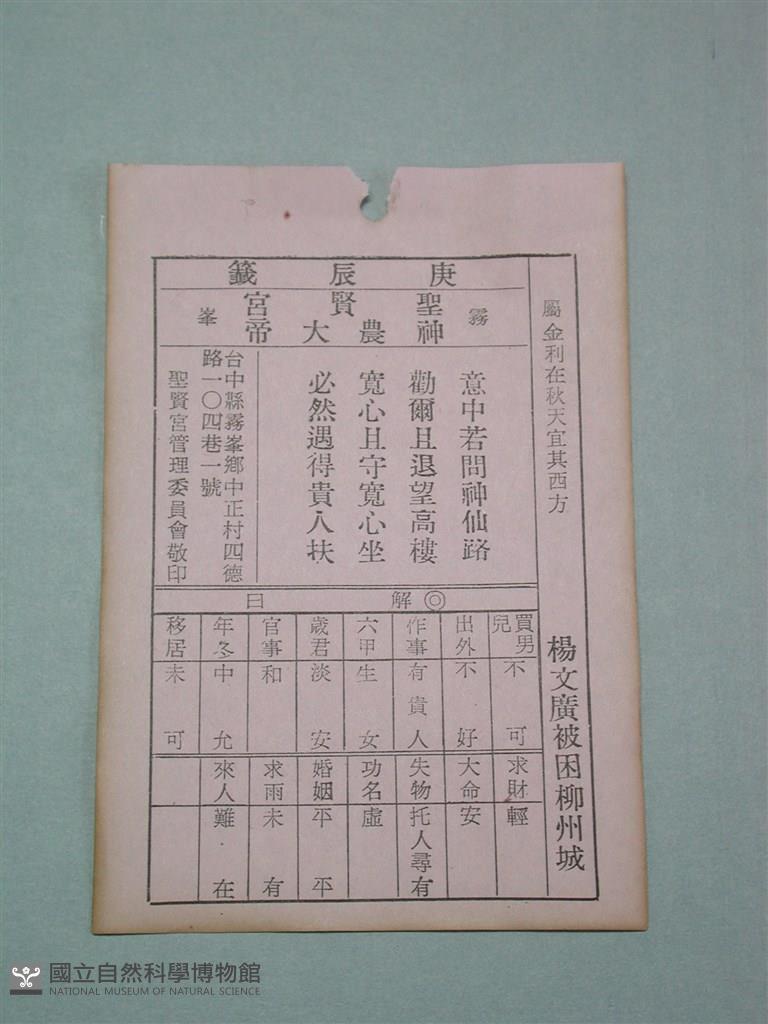 屬金利在秋天宜其西方
楊文廣被困柳州城
庚辰籤
霧峯
聖賢宮
神農大帝
意中若問神仙路
勸爾且退望高樓
寬心且守寬心坐
必然遇得貴人扶
台中縣霧峯鄉中正村四德
路一〇四巷一號
聖賢宮管理委員會敬印
◎解曰
買男兒 不可
出外 不好
作事 有貴人
六甲 生女
歲君 淡安
官事 和
年冬 中允
移居 未可
求財 輕
大命 安
失物 托人尋有
功名 虛
婚姻 平平
求雨 未有
來人 難在
國立自然科學博物館
NATIONAL MUSEUM OF NATURAL SCIENCE